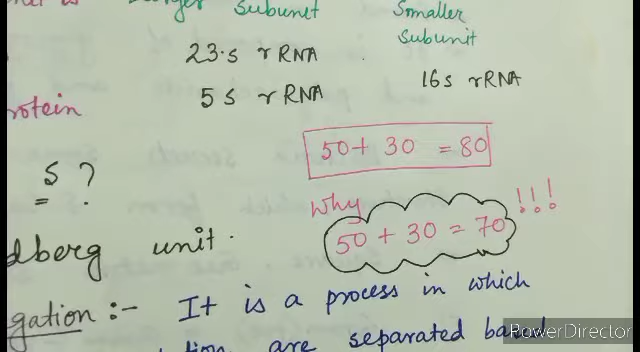 Subunit Smaller
Subunit
23·s rRNA
5 s rRNA 16s rRNA
rotein
50+ 30 = 80
S ?
Why
50 + 30 = 70 !!!
dberg unit.
gation :- It is a process in which
are separated based
PowerDirector